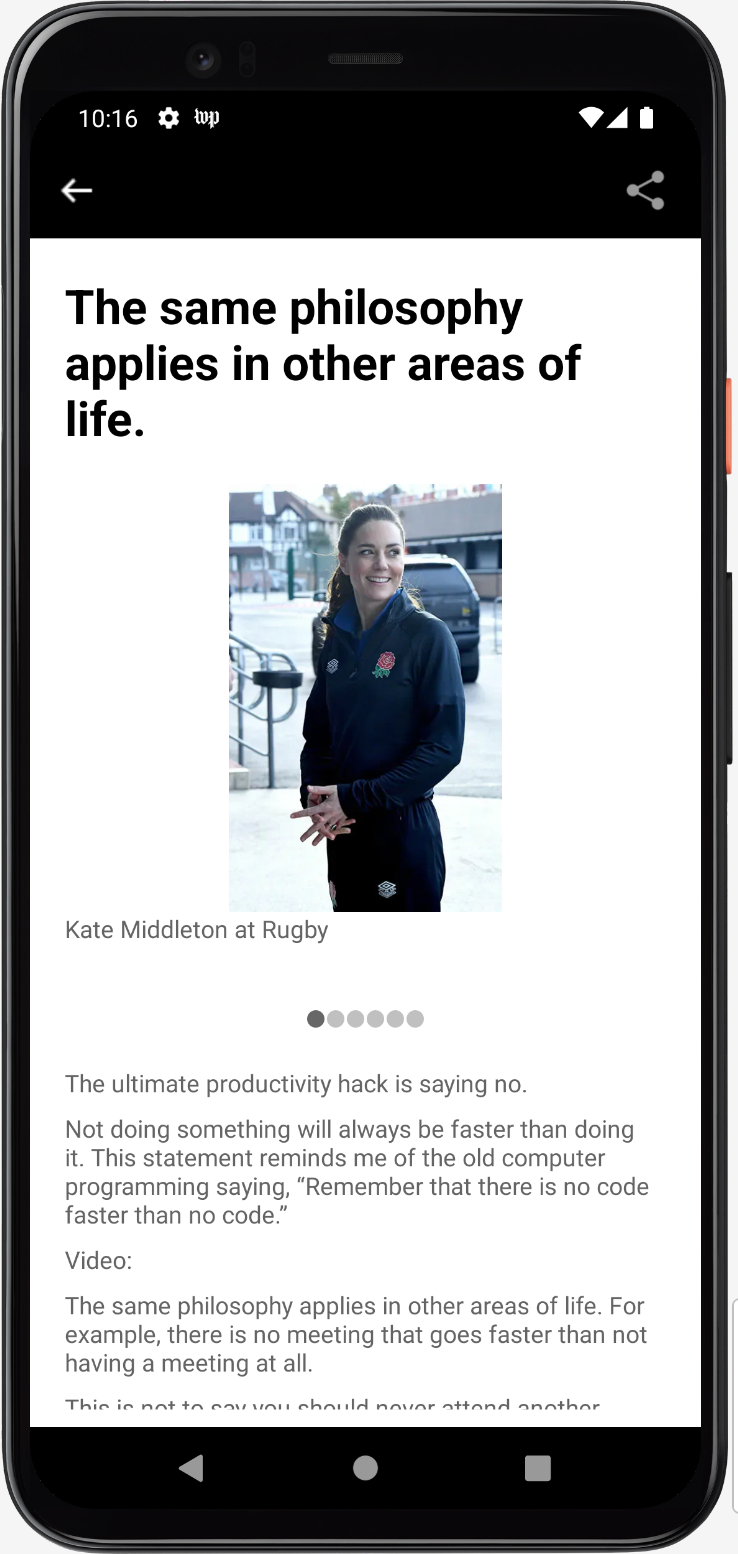 10:16 wp
The same philosophy
applies in other areas of
life.
Kate Middleton at Rugby
The ultimate productivity hack is saying no.
Not doing something will always be faster than doing
it. This statement reminds me of the old computer
programming saying, “Remember that there is no code
faster than no code.”
Video:
The same philosophy applies in other areas of life. For
example, there is no meeting that goes faster than not
having a meeting at all.
This is not to say you should never attend another